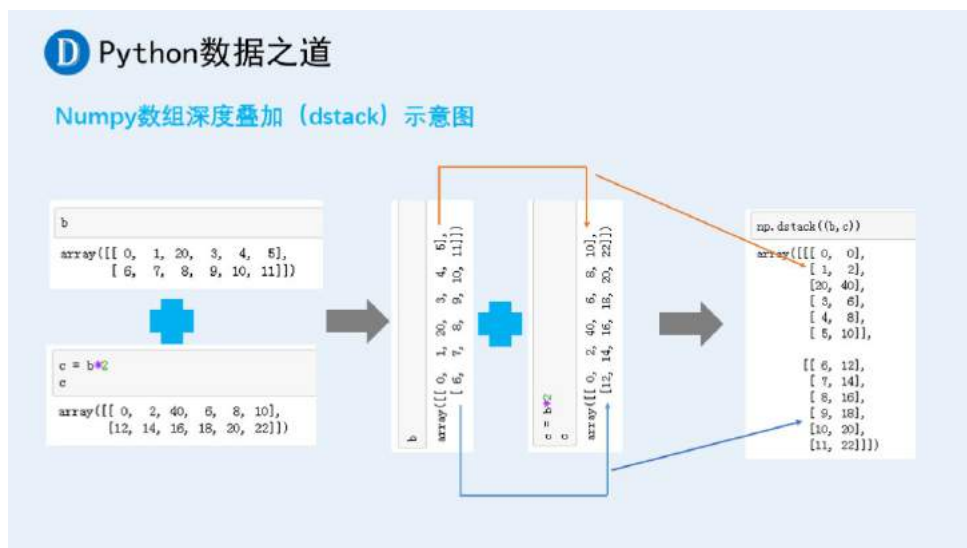 D Python数据之道
Numpy数组深度叠加（dstack）示意图
b
array([[ 0, 1, 20, 3, 4, 5],
[ 6, 7, 8, 9, 10, 11]])
c = b*2
c
array([[ 0, 2, 40, 6, 8, 10],
[12, 14, 16, 18, 20, 22]])
b
array([[ 0, 1, 20, 3, 4, 5],
[ 6, 7, 8, 9, 10, 11]])
c = b*2
c
array([[ 0, 2, 40, 6, 8, 10],
[12, 14, 16, 18, 20, 22]])
np.dstack((b,c))
array([[[ 0, 0],
[ 1, 2],
[20, 40],
[ 3, 6],
[ 4, 8],
[ 5, 10]],
[[ 6, 12],
[ 7, 14],
[ 8, 16],
[ 9, 18],
[10, 20],
[11, 22]]])